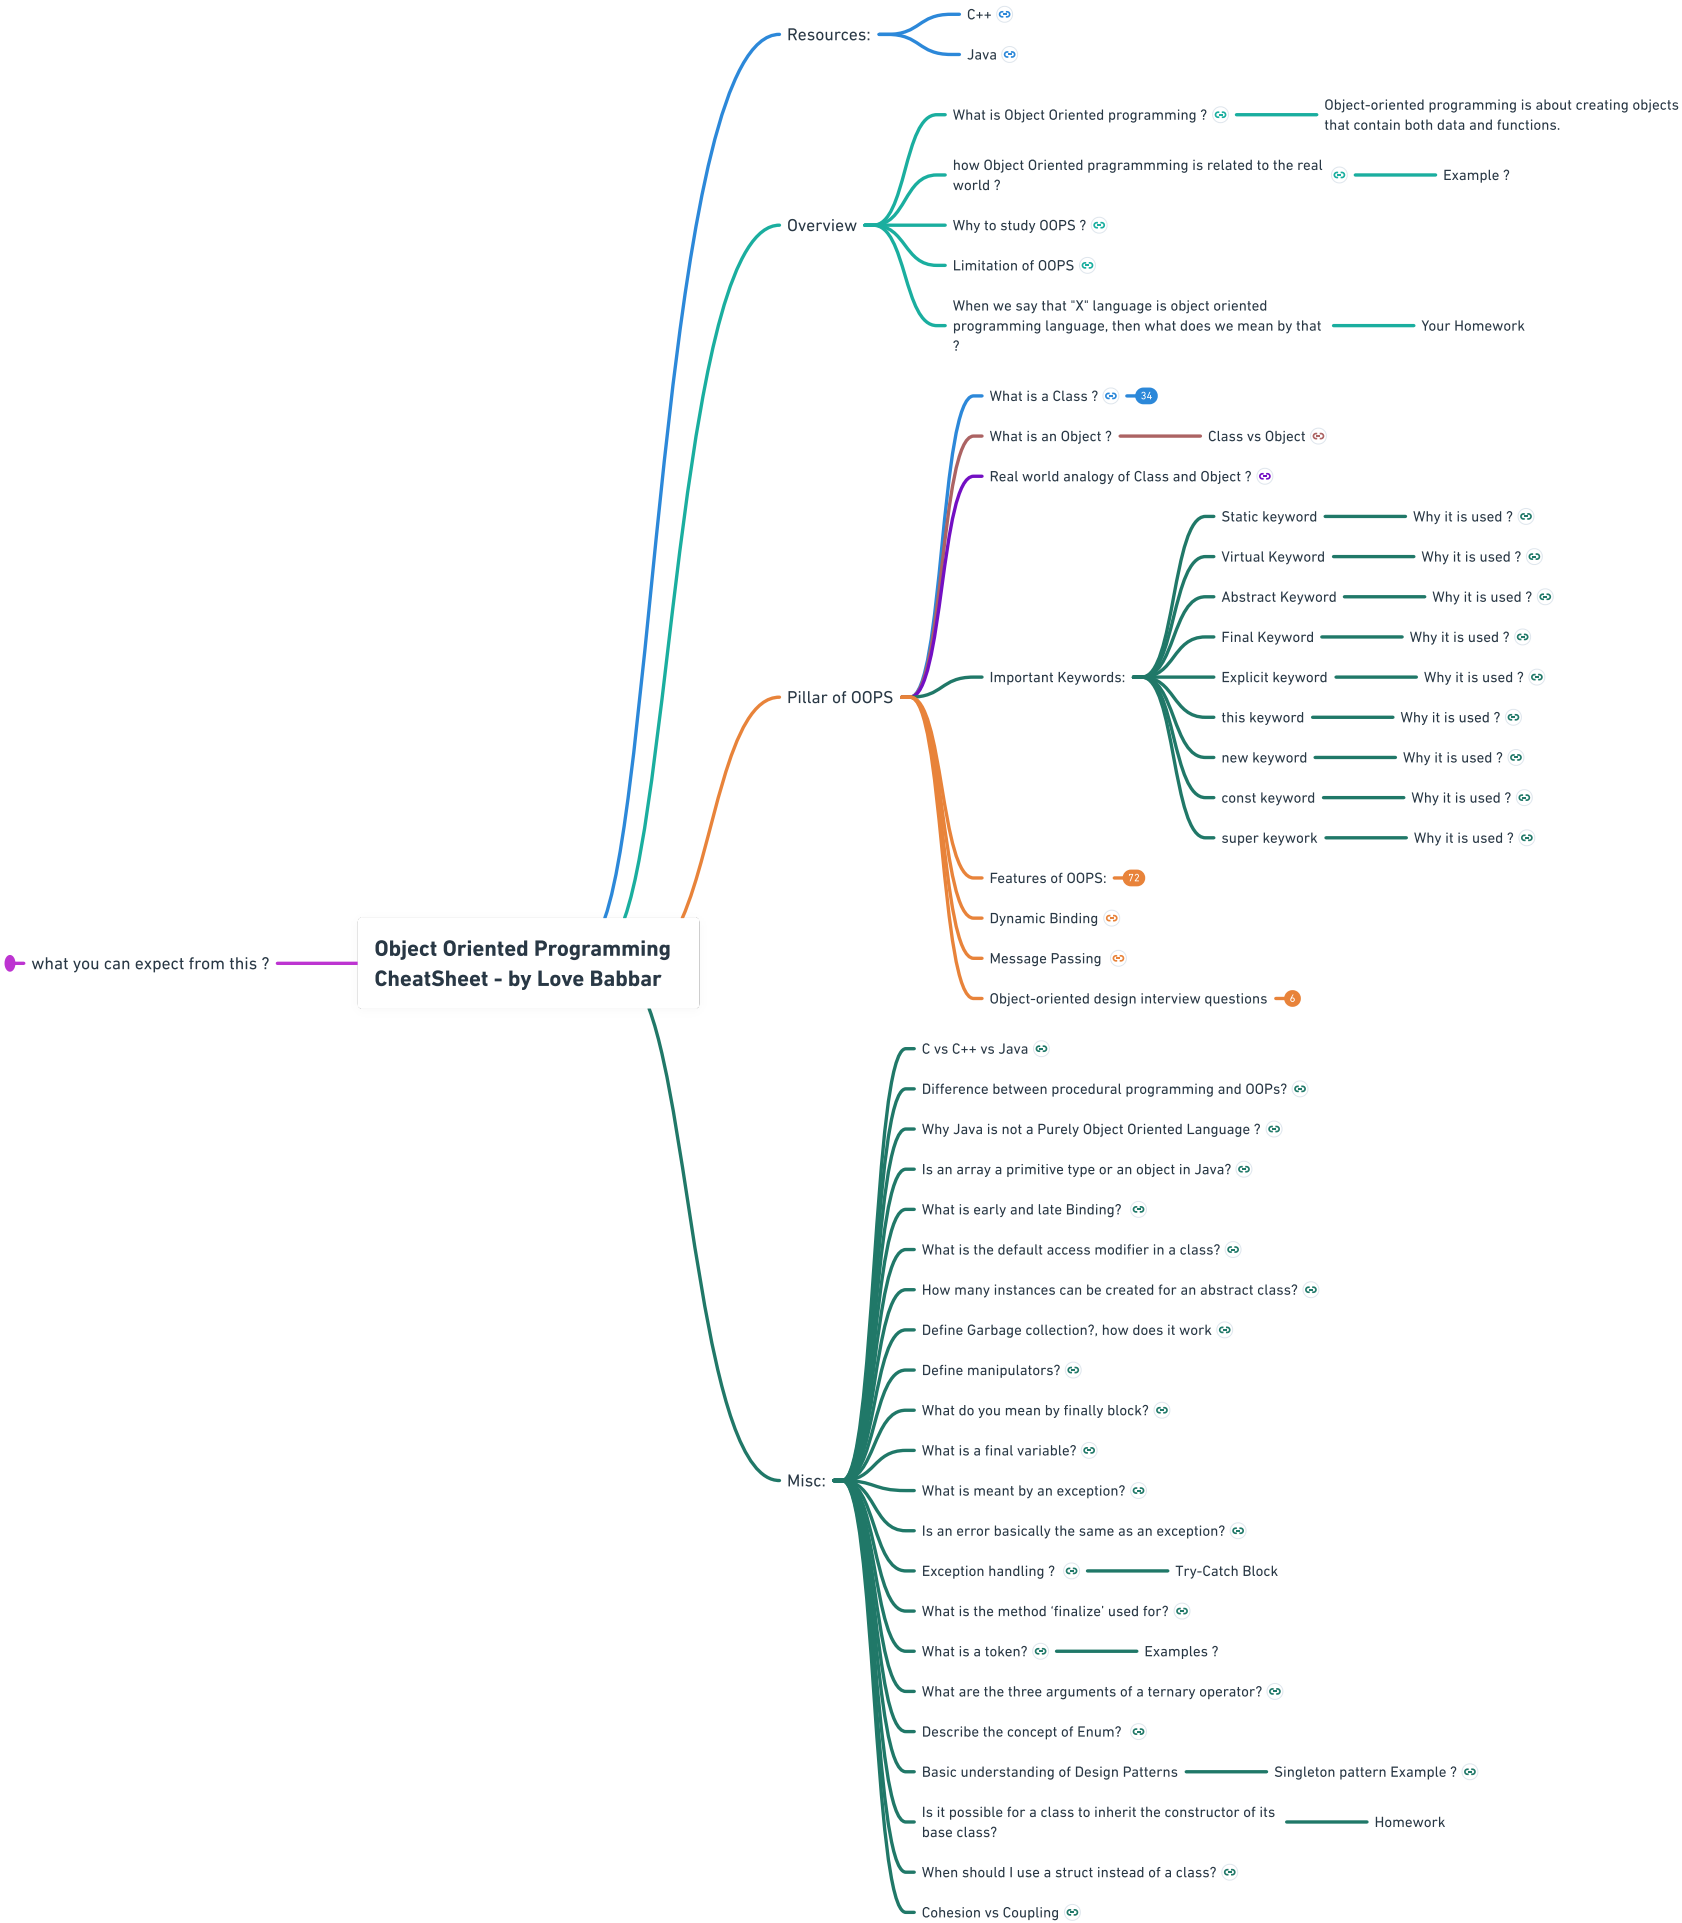 C++
Resources:
Java
What is Object Oriented programming ?
Object-oriented programming is about creating objects
that contain both data and functions.
how Object Oriented pragrammming is related to the real
world ?
Example ?
Overview
Why to study OOPS ?
Limitation of OOPS
When we say that "X" language is object oriented
programming language, then what does we mean by that
?
Your Homework
What is a Class ?
34
What is an Object ?
Class vs Object
Real world analogy of Class and Object ?
Static keyword
Why it is used ?
Virtual Keyword
Why it is used ?
Abstract Keyword
Why it is used ?
Final Keyword
Why it is used ?
Important Keywords:
Explicit keyword
Why it is used ?
Pillar of OOPS
this keyword
Why it is used ?
new keyword
Why it is used ?
const keyword
Why it is used ?
super keywork
Why it is used ?
Features of OOPS:
72
Dynamic Binding
Message Passing
Object-oriented design interview questions
6
what you can expect from this ?
Object Oriented Programming
CheatSheet - by Love Babbar
C vs C++ vs Java
Difference between procedural programming and OOPs?
Why Java is not a Purely Object Oriented Language ?
Is an array a primitive type or an object in Java?
What is early and late Binding?
What is the default access modifier in a class?
How many instances can be created for an abstract class?
Define Garbage collection?, how does it work
Define manipulators?
What do you mean by finally block?
What is a final variable?
Misc:
What is meant by an exception?
Is an error basically the same as an exception?
Exception handling ?
Try-Catch Block
What is the method ‘finalize’ used for?
What is a token?
Examples ?
What are the three arguments of a ternary operator?
Describe the concept of Enum?
Basic understanding of Design Patterns
Singleton pattern Example ?
Is it possible for a class to inherit the constructor of its
base class?
Homework
When should I use a struct instead of a class?
Cohesion vs Coupling